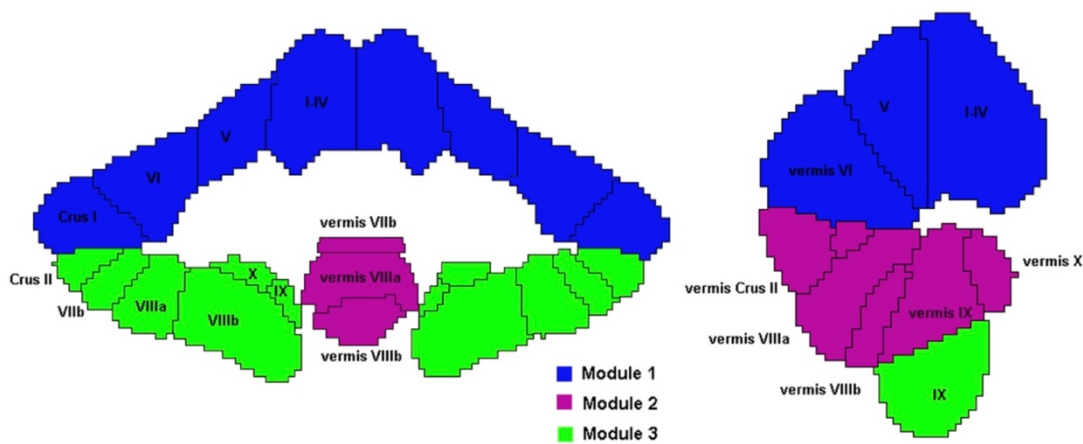 I-IV
V
VI
Crus I
vermis VIIb
Crus II
VIIb
VIIIa
VIIIb
X
IX
vermis VIIIa
vermis VIIIb
Module 1
Module 2
Module 3
V
I-IV
vermis VI
vermis Crus II
vermis X
vermis IX
vermis VIIIa
vermis VIIIb
IX